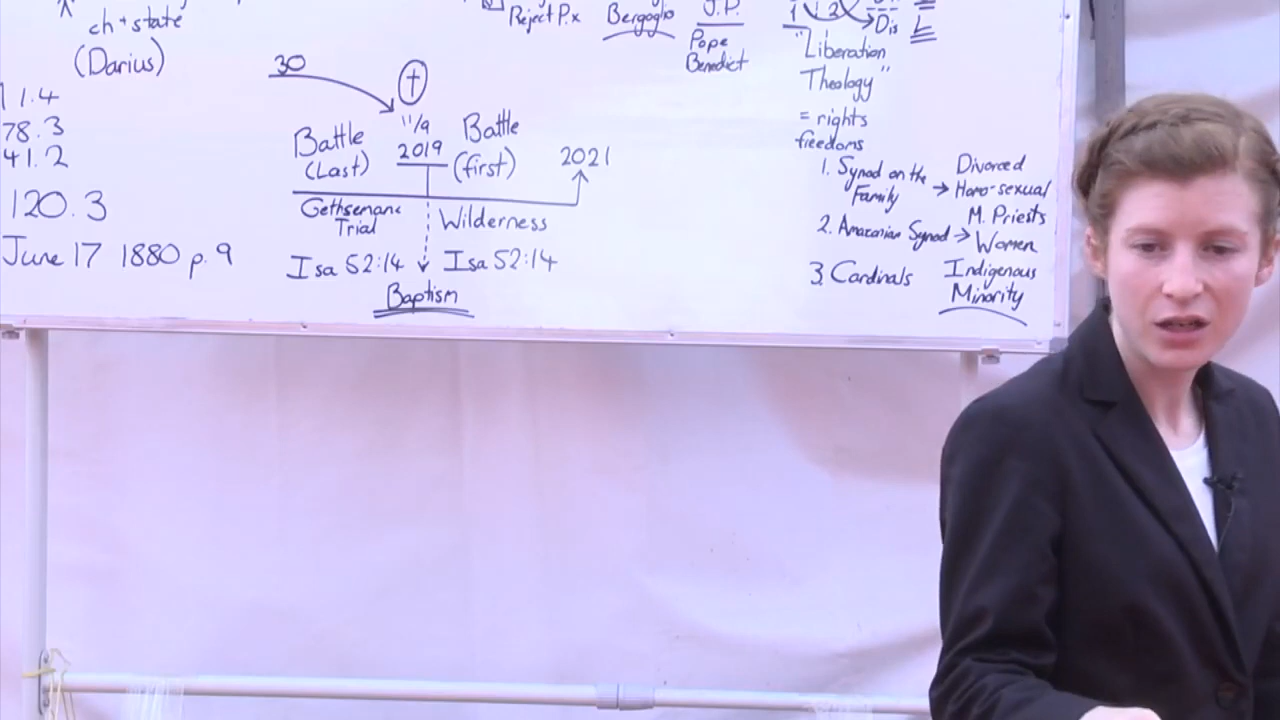 ch + state
(Darius)
11.4
78.3
41.2
120.3
June 17 1880 p. 9
30
11/9
2019
Battle
(Last)
Battle
(first)
2021
Gethsemane
Trial
Wilderness
Isa 52:14
Isa 52:14
Baptism
Reject P.x
Bergoglio
J.P.
Pope
Benedict
1 2
Dis
L
"Liberation
Theology"
= rights
freedoms
1. Synod on the
Family
→ Divorced
Homo-sexual
M. Priests
2. Amazonian Synod → Women
3. Cardinals
Indigenous
Minority